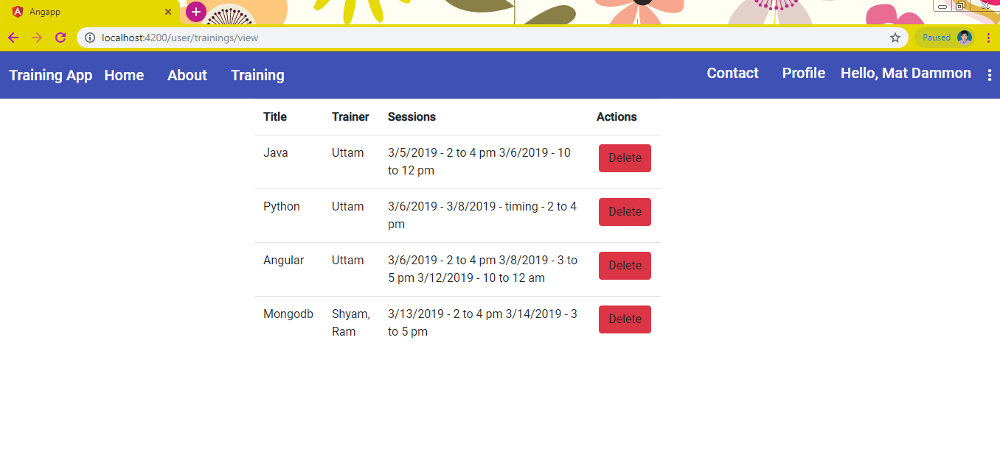 Angapp
localhost:4200/user/trainings/view
Paused
Training App Home About Training Contact Profile Hello, Mat Dammon
Title Trainer Sessions Actions
Java Uttam 3/5/2019 - 2 to 4 pm 3/6/2019 - 10 Delete
to 12 pm
Python Uttam 3/6/2019 - 3/8/2019 - timing - 2 to 4 Delete
pm
Angular Uttam 3/6/2019 - 2 to 4 pm 3/8/2019 - 3 to Delete
5 pm 3/12/2019 - 10 to 12 am
Mongodb Shyam, 3/13/2019 - 2 to 4 pm 3/14/2019 - 3 Delete
Ram to 5 pm